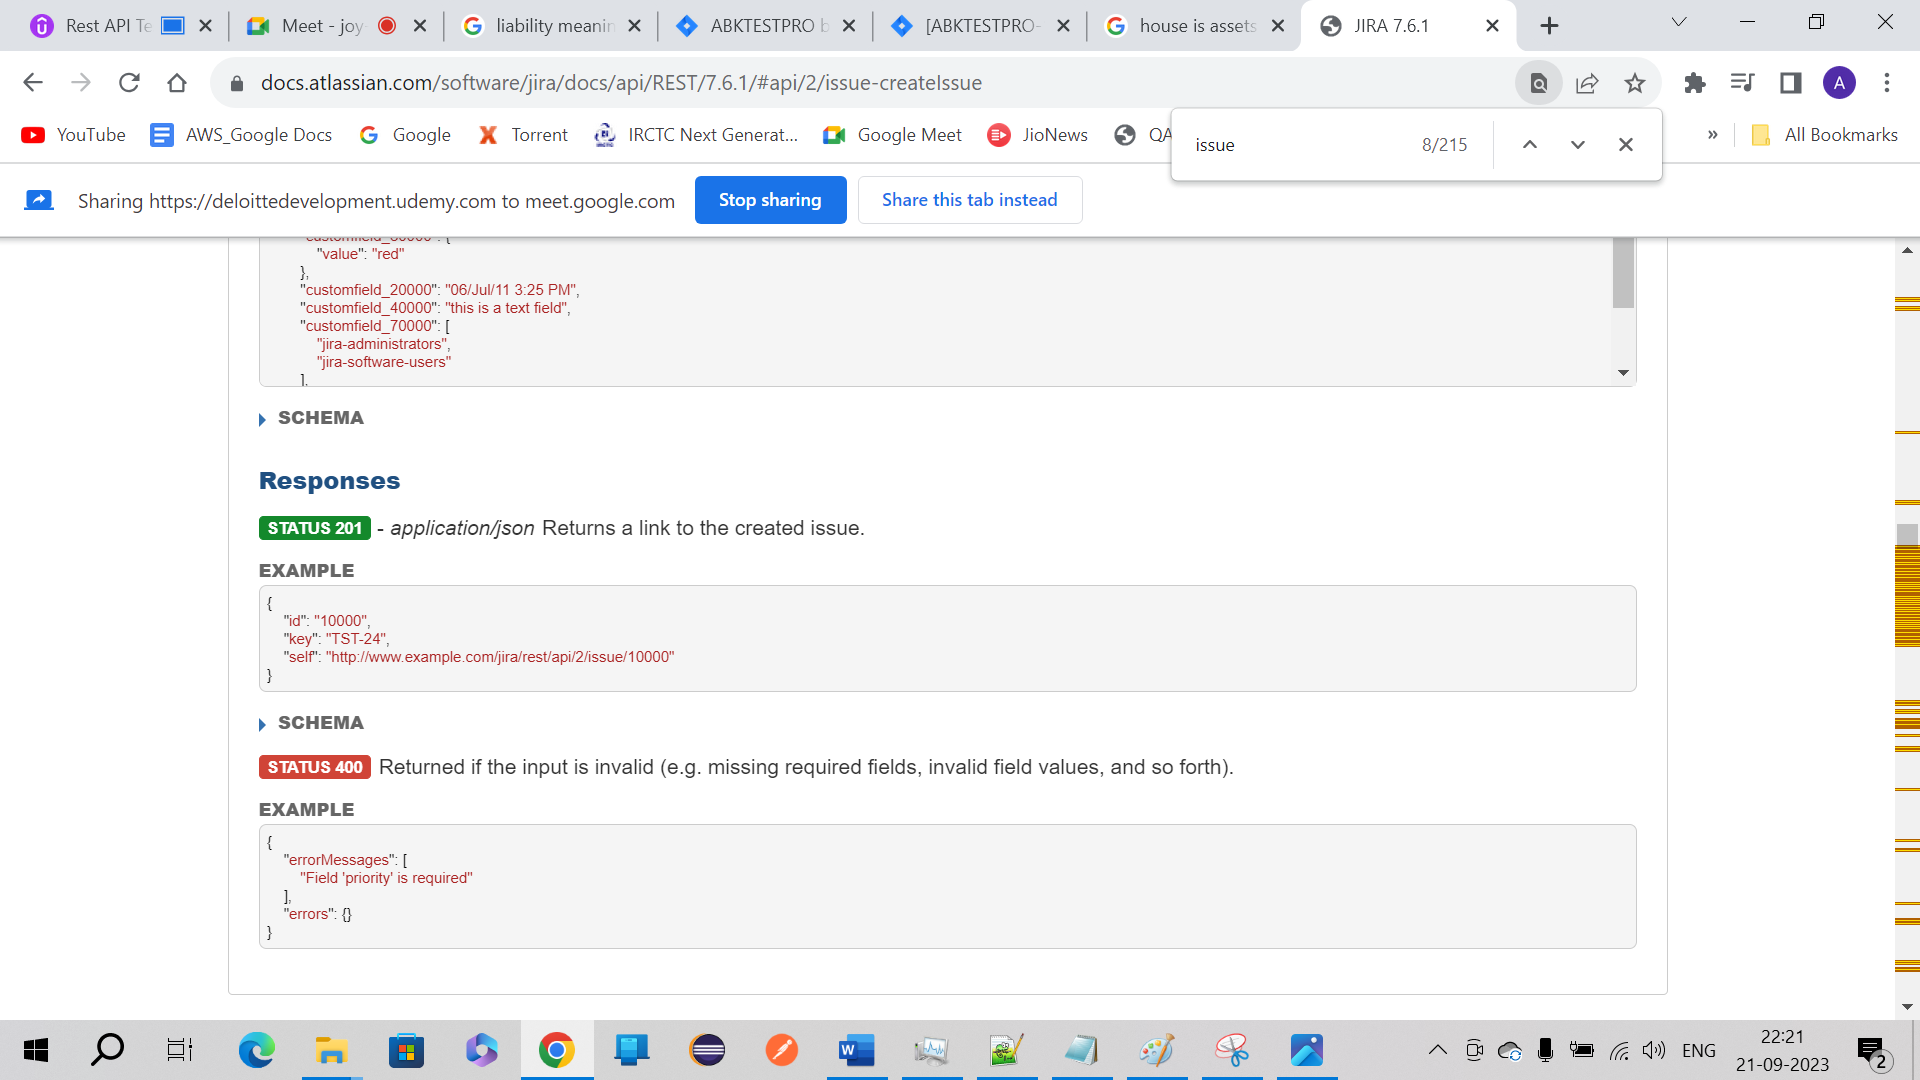 Rest API Te
Meet - joy
liability meanin
ABKTESTPRO b
[ABKTESTPRO-
house is assets
JIRA 7.6.1
docs.atlassian.com/software/jira/docs/api/REST/7.6.1/#api/2/issue-createIssue
A
YouTube
AWS_Google Docs
Google
Torrent
IRCTC Next Generat...
Google Meet
JioNews
QA
issue
8/215
»
All Bookmarks
Sharing https://deloittedevelopment.udemy.com to meet.google.com
Stop sharing
Share this tab instead
"value": "red"
},
"customfield_20000": "06/Jul/11 3:25 PM",
"customfield_40000": "this is a text field",
"customfield_70000": [
"jira-administrators",
"jira-software-users"
],
SCHEMA
Responses
STATUS 201 - application/json Returns a link to the created issue.
EXAMPLE
{
"id": "10000",
"key": "TST-24",
"self": "http://www.example.com/jira/rest/api/2/issue/10000"
}
SCHEMA
STATUS 400 Returned if the input is invalid (e.g. missing required fields, invalid field values, and so forth).
EXAMPLE
{
"errorMessages": [
"Field 'priority' is required"
],
"errors": {}
}
ENG
22:21
21-09-2023
2